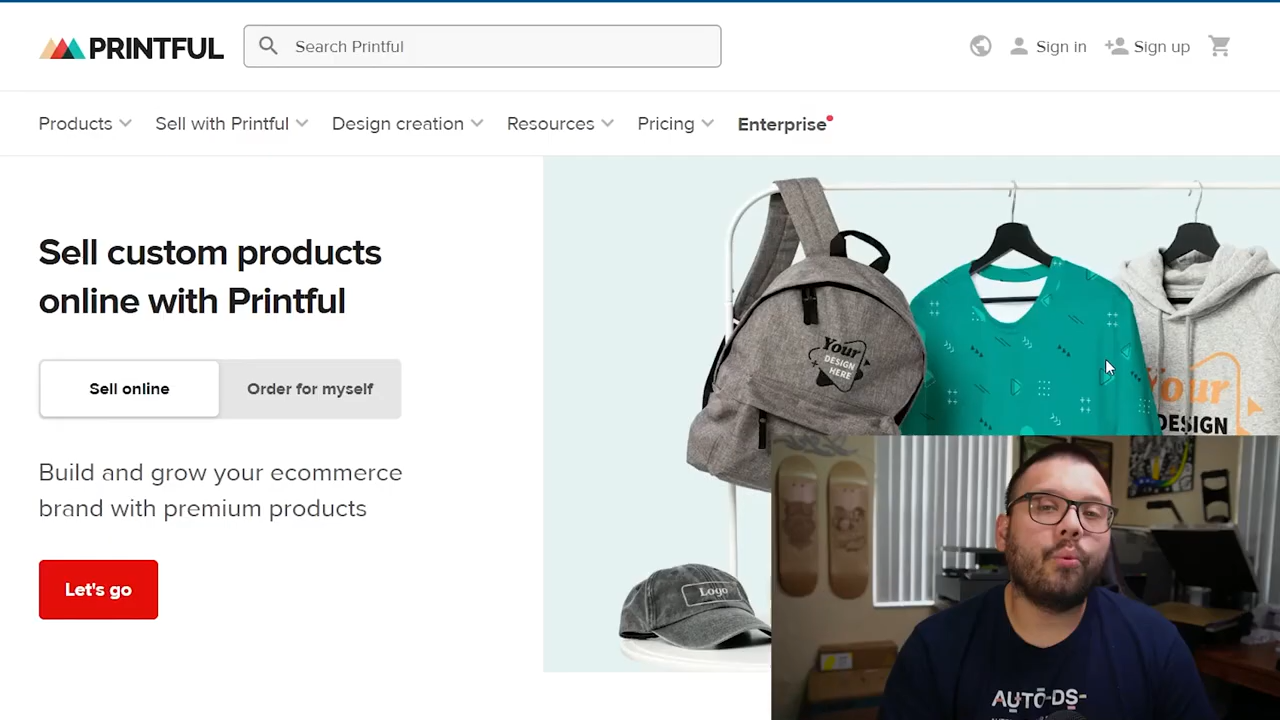 PRINTFUL
Search Printful
Sign in
Sign up
Products
Sell with Printful
Design creation
Resources
Pricing
Enterprise
Sell custom products
online with Printful
Sell online
Order for myself
Build and grow your ecommerce
brand with premium products
Let's go
Your
DESIGN
HERE
Your
DESIGN
Logo
AUTO-DS-